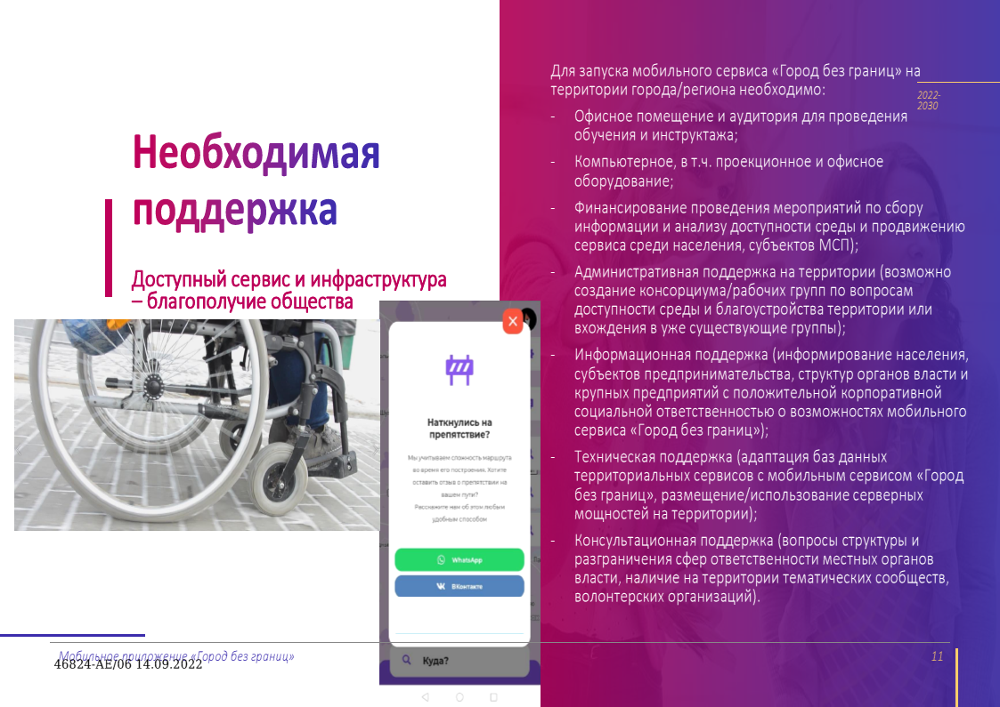 Необходимая
поддержка
Доступный сервис и инфраструктура
– благополучие общества
Наткнулись на
препятствие?
Мы учитываем сложность маршрута
во время его построения. Хотите
оставить отзыв о препятствии на
вашем пути?
Расскажите нам об этом любым
удобным способом
WhatsApp
ВКонтакте
Куда?
Для запуска мобильного сервиса «Город без границ» на
территории города/региона необходимо:
2022-
2030
- Офисное помещение и аудитория для проведения
обучения и инструктажа;
- Компьютерное, в т.ч. проекционное и офисное
оборудование;
- Финансирование проведения мероприятий по сбору
информации и анализу доступности среды и продвижению
сервиса среди населения, субъектов МСП);
- Административная поддержка на территории (возможно
создание консорциума/рабочих групп по вопросам
доступности среды и благоустройства территории или
вхождения в уже существующие группы);
- Информационная поддержка (информирование населения,
субъектов предпринимательства, структур органов власти и
крупных предприятий с положительной корпоративной
социальной ответственностью о возможностях мобильного
сервиса «Город без границ»);
- Техническая поддержка (адаптация баз данных
территориальных сервисов с мобильным сервисом «Город
без границ», размещение/использование серверных
мощностей на территории);
- Консультационная поддержка (вопросы структуры и
разграничения сфер ответственности местных органов
власти, наличие на территории тематических сообществ,
волонтерских организаций).
Мобильное приложение «Город без границ»
46824-АЕ/06 14.09.2022
11